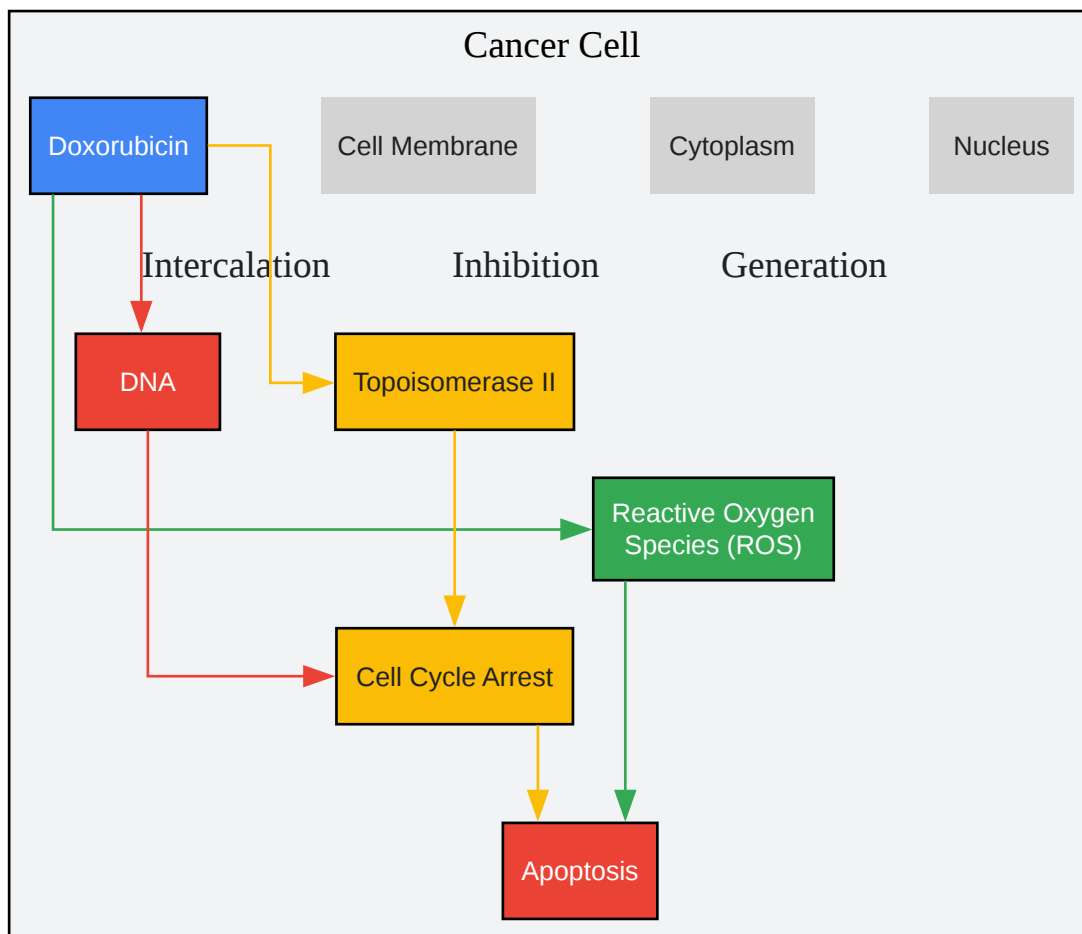 Cancer Cell
Doxorubicin
Cell Membrane
Cytoplasm
Nucleus
Intercalation
Inhibition
Generation
DNA
Topoisomerase II
Reactive Oxygen
Species (ROS)
Cell Cycle Arrest
Apoptosis